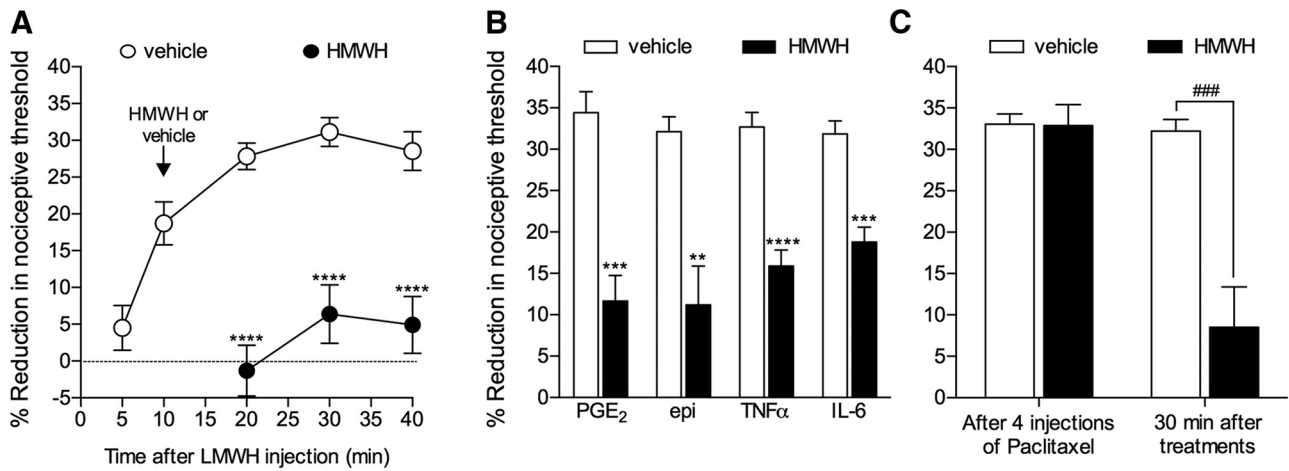 A
vehicle
HMWH
% Reduction in nociceptive threshold
40
35
30
25
20
15
10
5
0
-5
HMWH or
vehicle
****
****
****
0
5
10
15
20
25
30
35
40
Time after LMWH injection (min)
B
vehicle
HMWH
% Reduction in nociceptive threshold
40
35
30
25
20
15
10
5
0
***
**
****
***
PGE₂
epi
TNFα
IL-6
C
vehicle
HMWH
40
35
30
25
20
15
10
5
0
###
After 4 injections
of Paclitaxel
30 min after
treatments